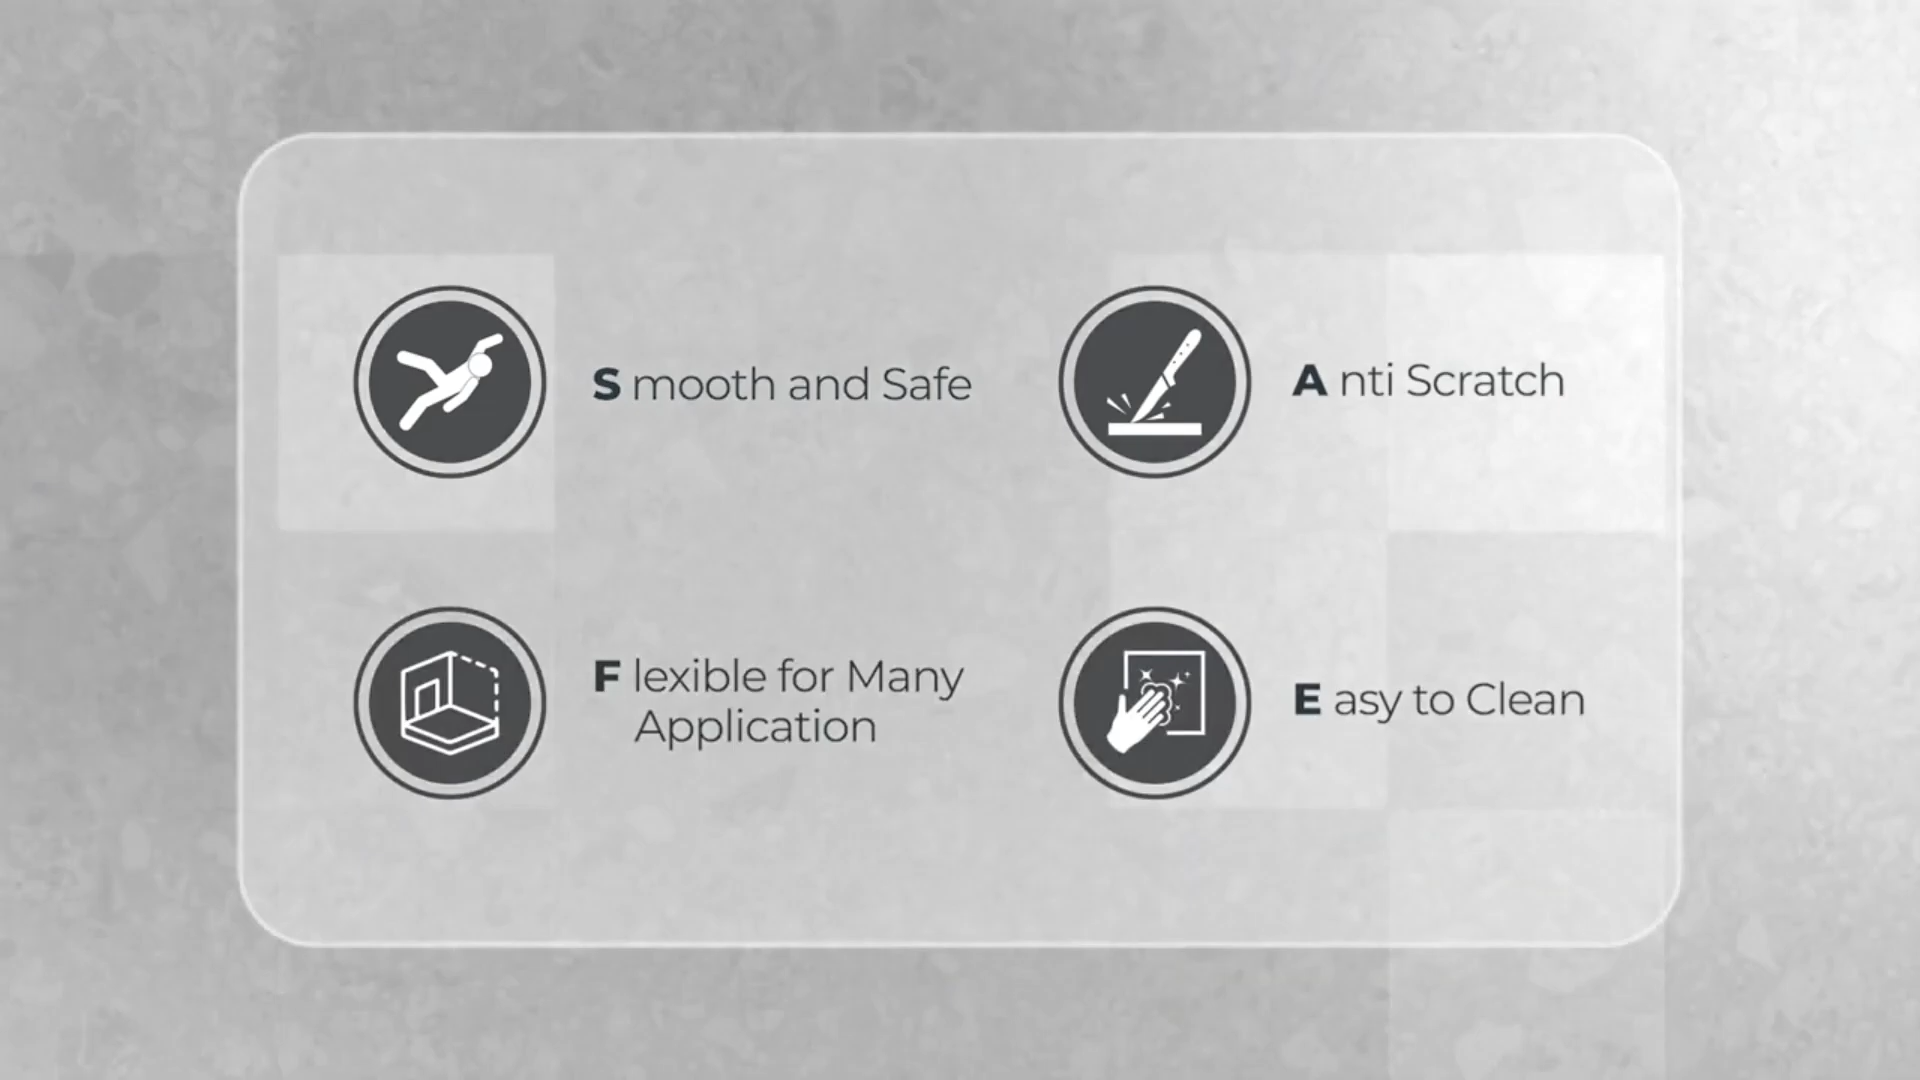 S mooth and Safe
A nti Scratch
F lexible for Many
Application
E asy to Clean